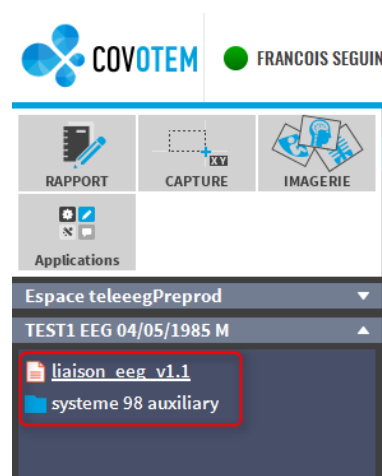 COVOTEM
FRANCOIS SEGUIN
XY
RAPPORT
CAPTURE
IMAGERIE
Applications
Espace teleeegPreprod
TEST1 EEG 04/05/1985 M
liaison_eeg_v1.1
systeme 98 auxiliary